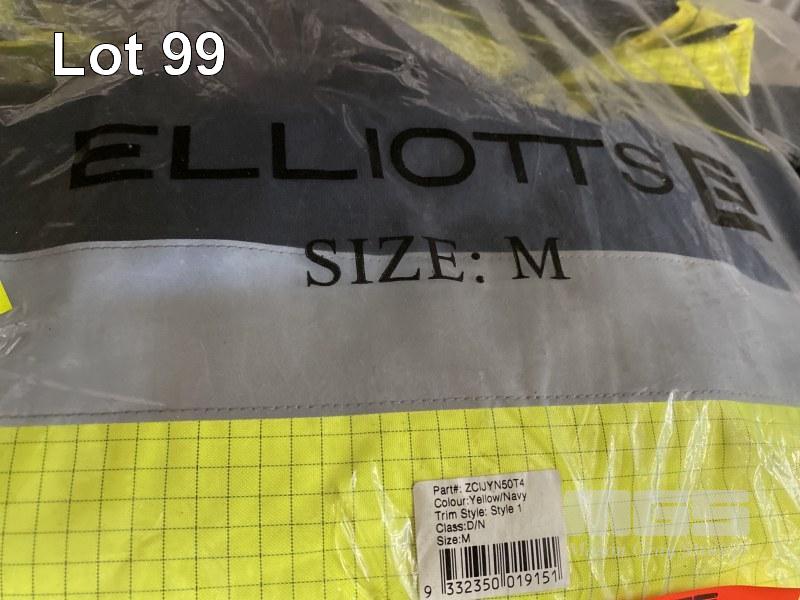 Lot 99
ELLIOTTS
SIZE: M
Part#: ZCIJYN50T4
Colour:Yellow/Navy
Trim Style: Style 1
Class:D/N
Size:M
9 332350 019151